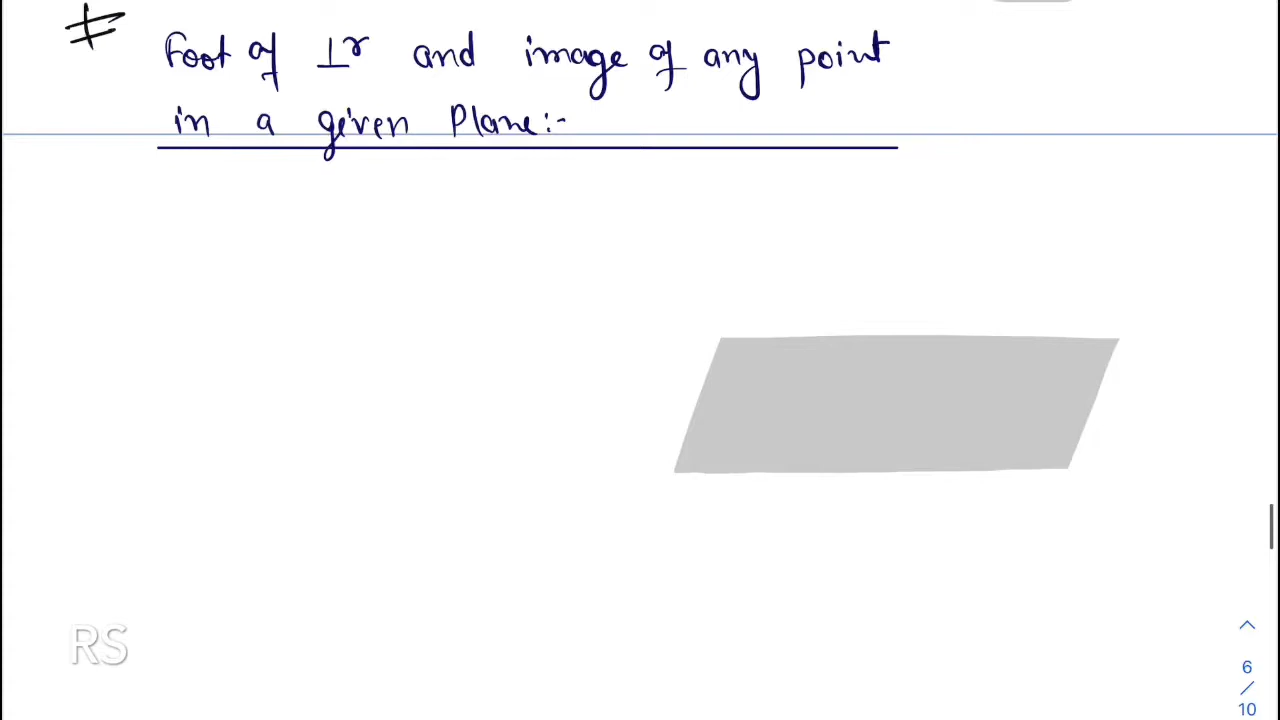 Foot of ⊥r and image of any point
in a given Plane:-
RS
6
/
10